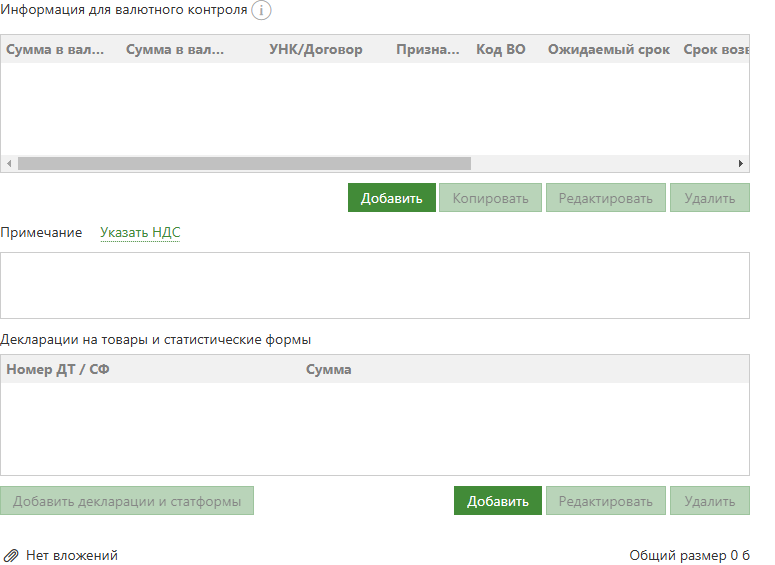 Информация для валютного контроля i
Сумма в вал... Сумма в вал... УНК/Договор Призна... Код ВО Ожидаемый срок Срок возв
Добавить Копировать Редактировать Удалить
Примечание Указать НДС
Декларации на товары и статистические формы
Номер ДТ / СФ Сумма
Добавить декларации и статформы Добавить Редактировать Удалить
Нет вложений Общий размер 0 б